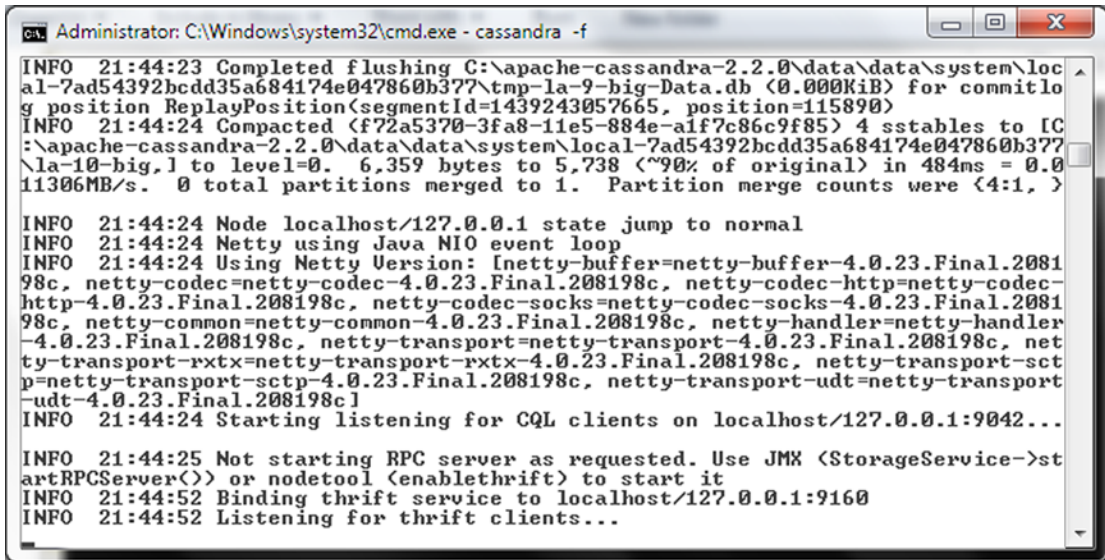 Administrator: C:\Windows\system32\cmd.exe - cassandra -f
INFO  21:44:23 Completed flushing C:\apache-cassandra-2.2.0\data\data\system\loc
al-7ad54392bcdd35a684174e047860b377\tmp-la-9-big-Data.db (0.000KiB) for commitlo
g position ReplayPosition(segmentId=1439243057665, position=115890)
INFO  21:44:24 Compacted (f72a5370-3fa8-11e5-884e-a1f7c86c9f85) 4 sstables to [C
:\apache-cassandra-2.2.0\data\data\system\local-7ad54392bcdd35a684174e047860b377
\la-10-big,] to level=0.  6,359 bytes to 5,738 (~90% of original) in 484ms = 0.0
11306MB/s.  0 total partitions merged to 1.  Partition merge counts were {4:1, }
INFO  21:44:24 Node localhost/127.0.0.1 state jump to normal
INFO  21:44:24 Netty using Java NIO event loop
INFO  21:44:24 Using Netty Version: [netty-buffer=netty-buffer-4.0.23.Final.2081
98c, netty-codec=netty-codec-4.0.23.Final.208198c, netty-codec-http=netty-codec-
http-4.0.23.Final.208198c, netty-codec-socks=netty-codec-socks-4.0.23.Final.2081
98c, netty-common=netty-common-4.0.23.Final.208198c, netty-handler=netty-handler
-4.0.23.Final.208198c, netty-transport=netty-transport-4.0.23.Final.208198c, net
ty-transport-rxtx=netty-transport-rxtx-4.0.23.Final.208198c, netty-transport-sct
p=netty-transport-sctp-4.0.23.Final.208198c, netty-transport-udt=netty-transport
-udt-4.0.23.Final.208198c]
INFO  21:44:24 Starting listening for CQL clients on localhost/127.0.0.1:9042...
INFO  21:44:25 Not starting RPC server as requested. Use JMX (StorageService->st
artRPCServer()) or nodetool (enablethrift) to start it
INFO  21:44:52 Binding thrift service to localhost/127.0.0.1:9160
INFO  21:44:52 Listening for thrift clients...